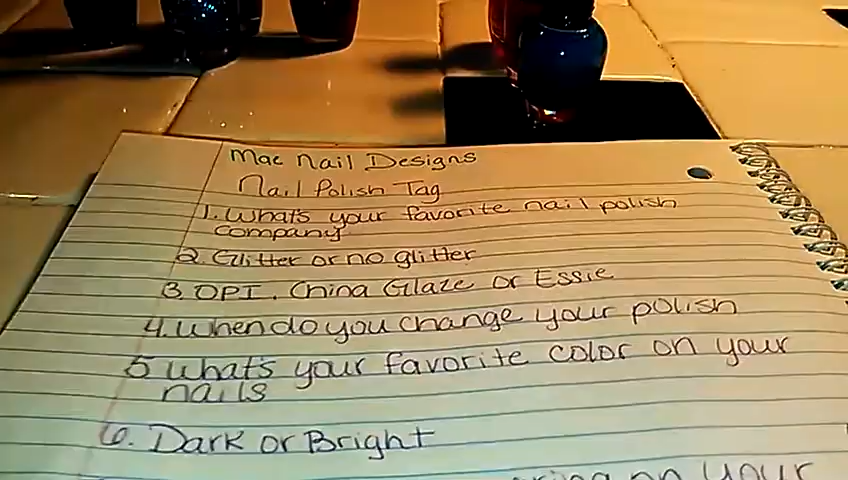 Mac Nail Designs
Nail Polish Tag
1. What's your favorite nail polish
company
2. Glitter or no glitter
3. OPI, China Glaze or Essie
4. When do you change your polish
5 what's your favorite color on your
nails
6. Dark or Bright
on your